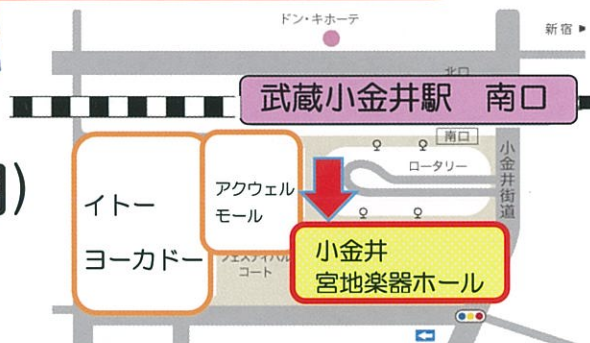 ドン・キホーテ
新宿
北口
武蔵小金井駅 南口
南口
ロータリー
小金井街道
イトー
ヨーカドー
アクウェル
モール
フェスティバル
コート
小金井
宮地楽器ホール